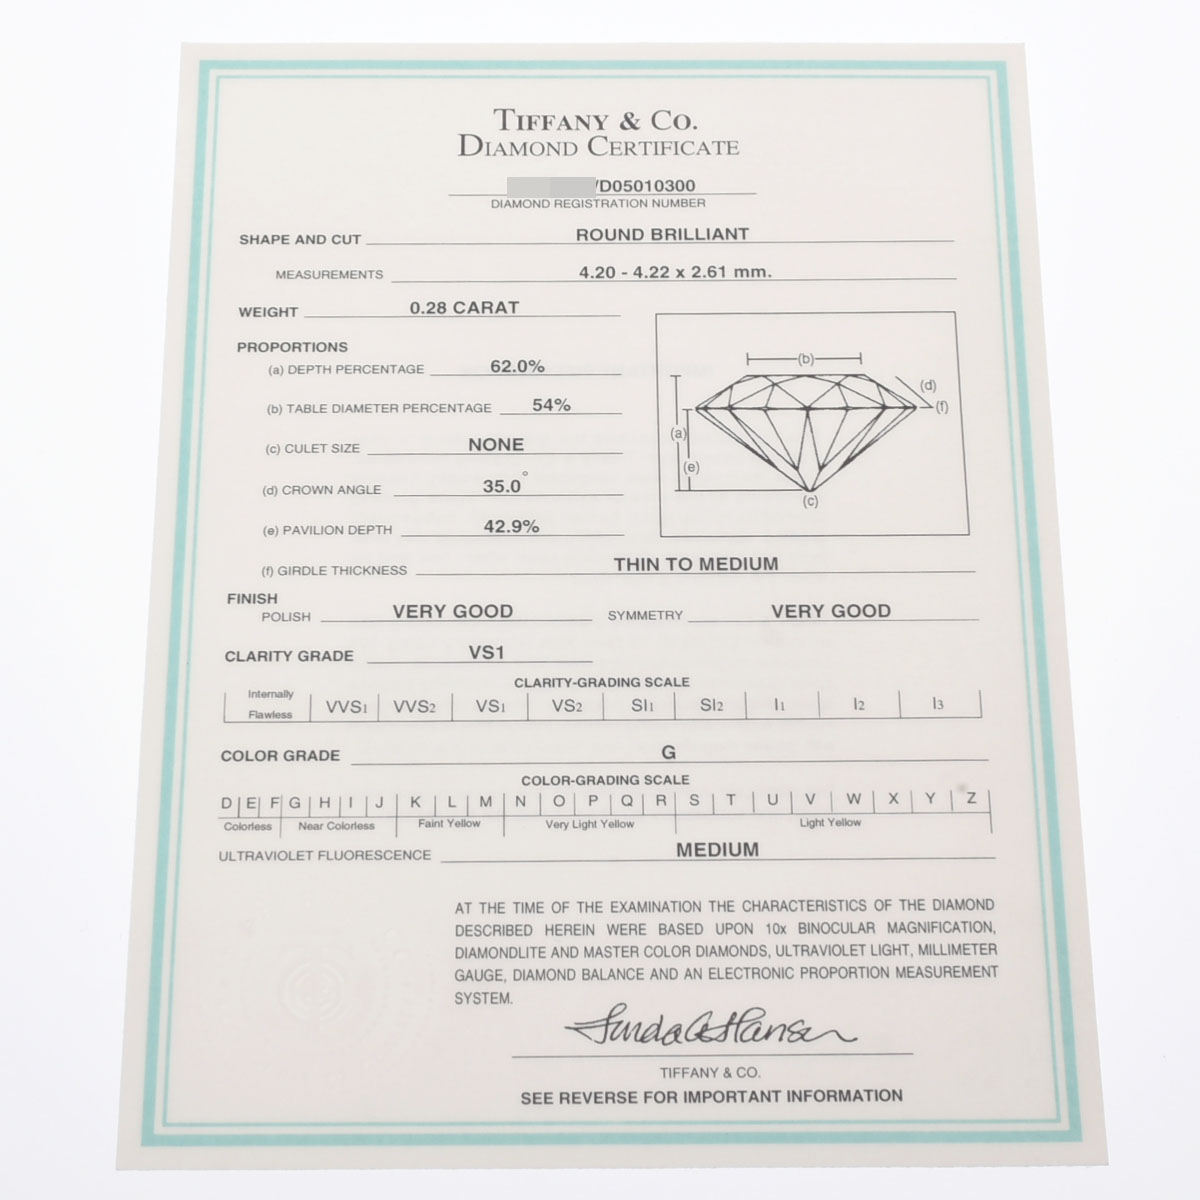 TIFFANY & CO.
DIAMOND CERTIFICATE
/D05010300
DIAMOND REGISTRATION NUMBER
SHAPE AND CUT ROUND BRILLIANT
MEASUREMENTS 4.20 - 4.22 x 2.61 mm.
WEIGHT 0.28 CARAT
PROPORTIONS
(a) DEPTH PERCENTAGE 62.0%
(b) TABLE DIAMETER PERCENTAGE 54%
(c) CULET SIZE NONE
(d) CROWN ANGLE 35.0°
(e) PAVILION DEPTH 42.9%
(b)
(d)
(f)
(a)
(e)
(c)
(f) GIRDLE THICKNESS THIN TO MEDIUM
FINISH
POLISH VERY GOOD SYMMETRY VERY GOOD
CLARITY GRADE VS1
CLARITY-GRADING SCALE
Internally Flawless VVS1 VVS2 VS1 VS2 SI1 SI2 I1 I2 I3
COLOR GRADE G
COLOR-GRADING SCALE
D E F G H I J K L M N O P Q R S T U V W X Y Z
Colorless Near Colorless Faint Yellow Very Light Yellow Light Yellow
ULTRAVIOLET FLUORESCENCE MEDIUM
AT THE TIME OF THE EXAMINATION THE CHARACTERISTICS OF THE DIAMOND
DESCRIBED HEREIN WERE BASED UPON 10x BINOCULAR MAGNIFICATION,
DIAMONDLITE AND MASTER COLOR DIAMONDS, ULTRAVIOLET LIGHT, MILLIMETER
GAUGE, DIAMOND BALANCE AND AN ELECTRONIC PROPORTION MEASUREMENT
SYSTEM.
TIFFANY & CO.
SEE REVERSE FOR IMPORTANT INFORMATION